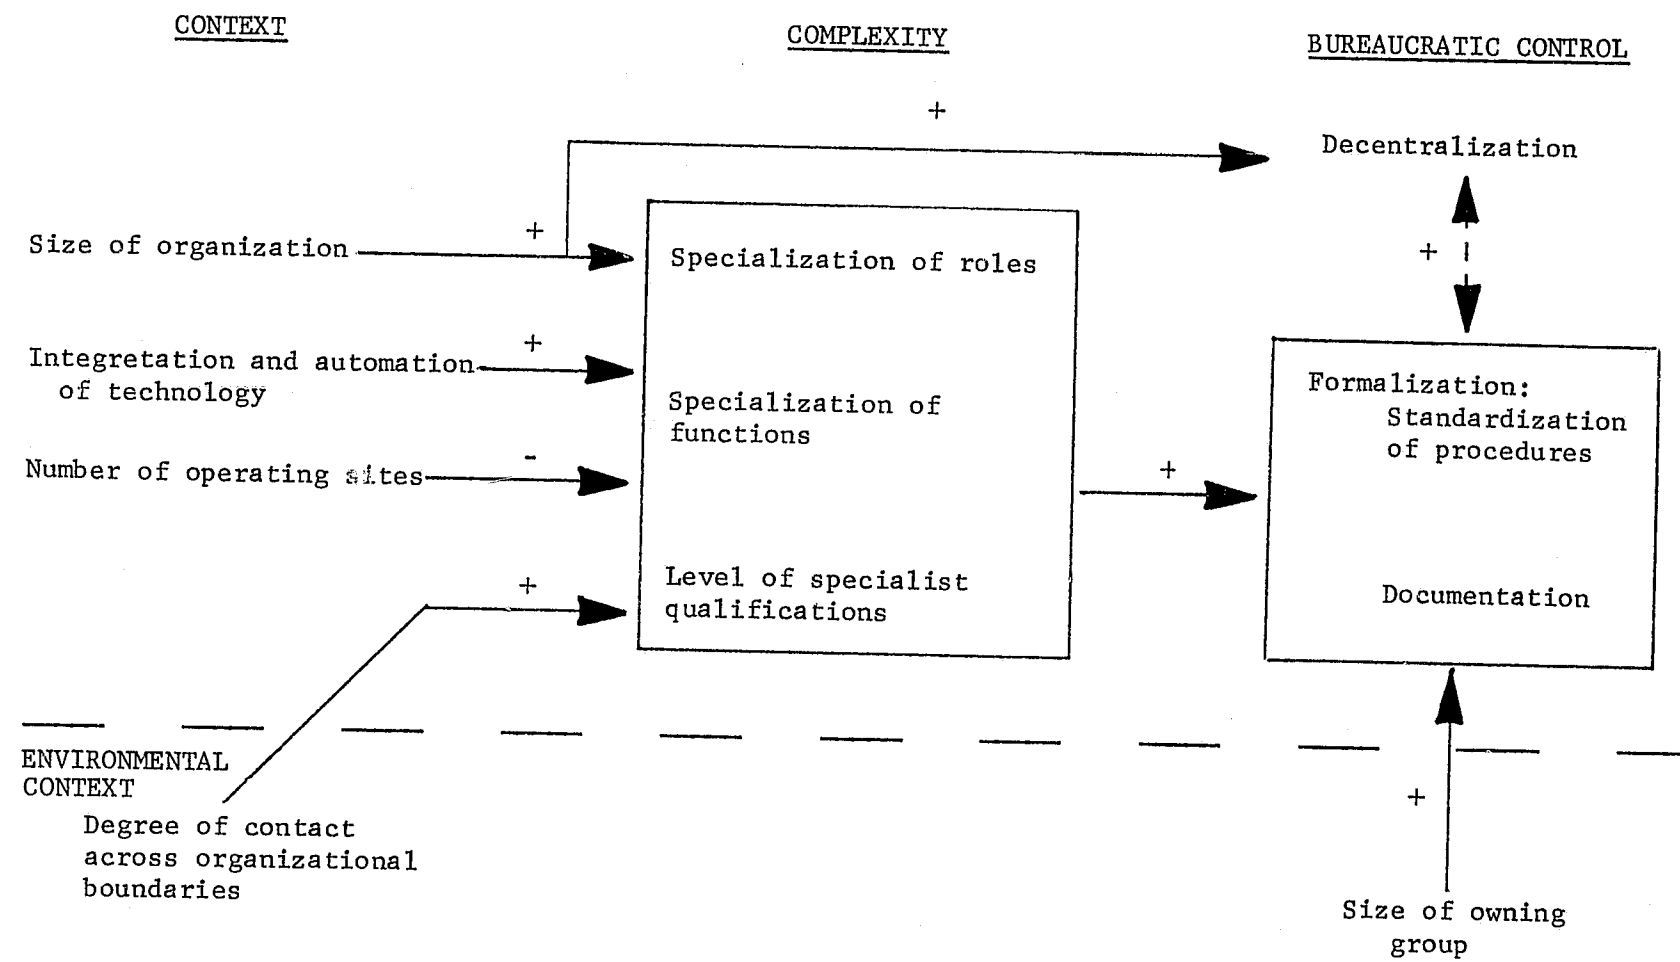 CONTEXT
COMPLEXITY
BUREAUCRATIC CONTROL
+
Decentralization
+
Size of organization
Specialization of roles
+
+
Integretation and automation
of technology
Specialization of
functions
Formalization:
Standardization
of procedures
-
Number of operating sites
+
+
Level of specialist
qualifications
Documentation
ENVIRONMENTAL
CONTEXT
+
Degree of contact
across organizational
boundaries
Size of owning
group